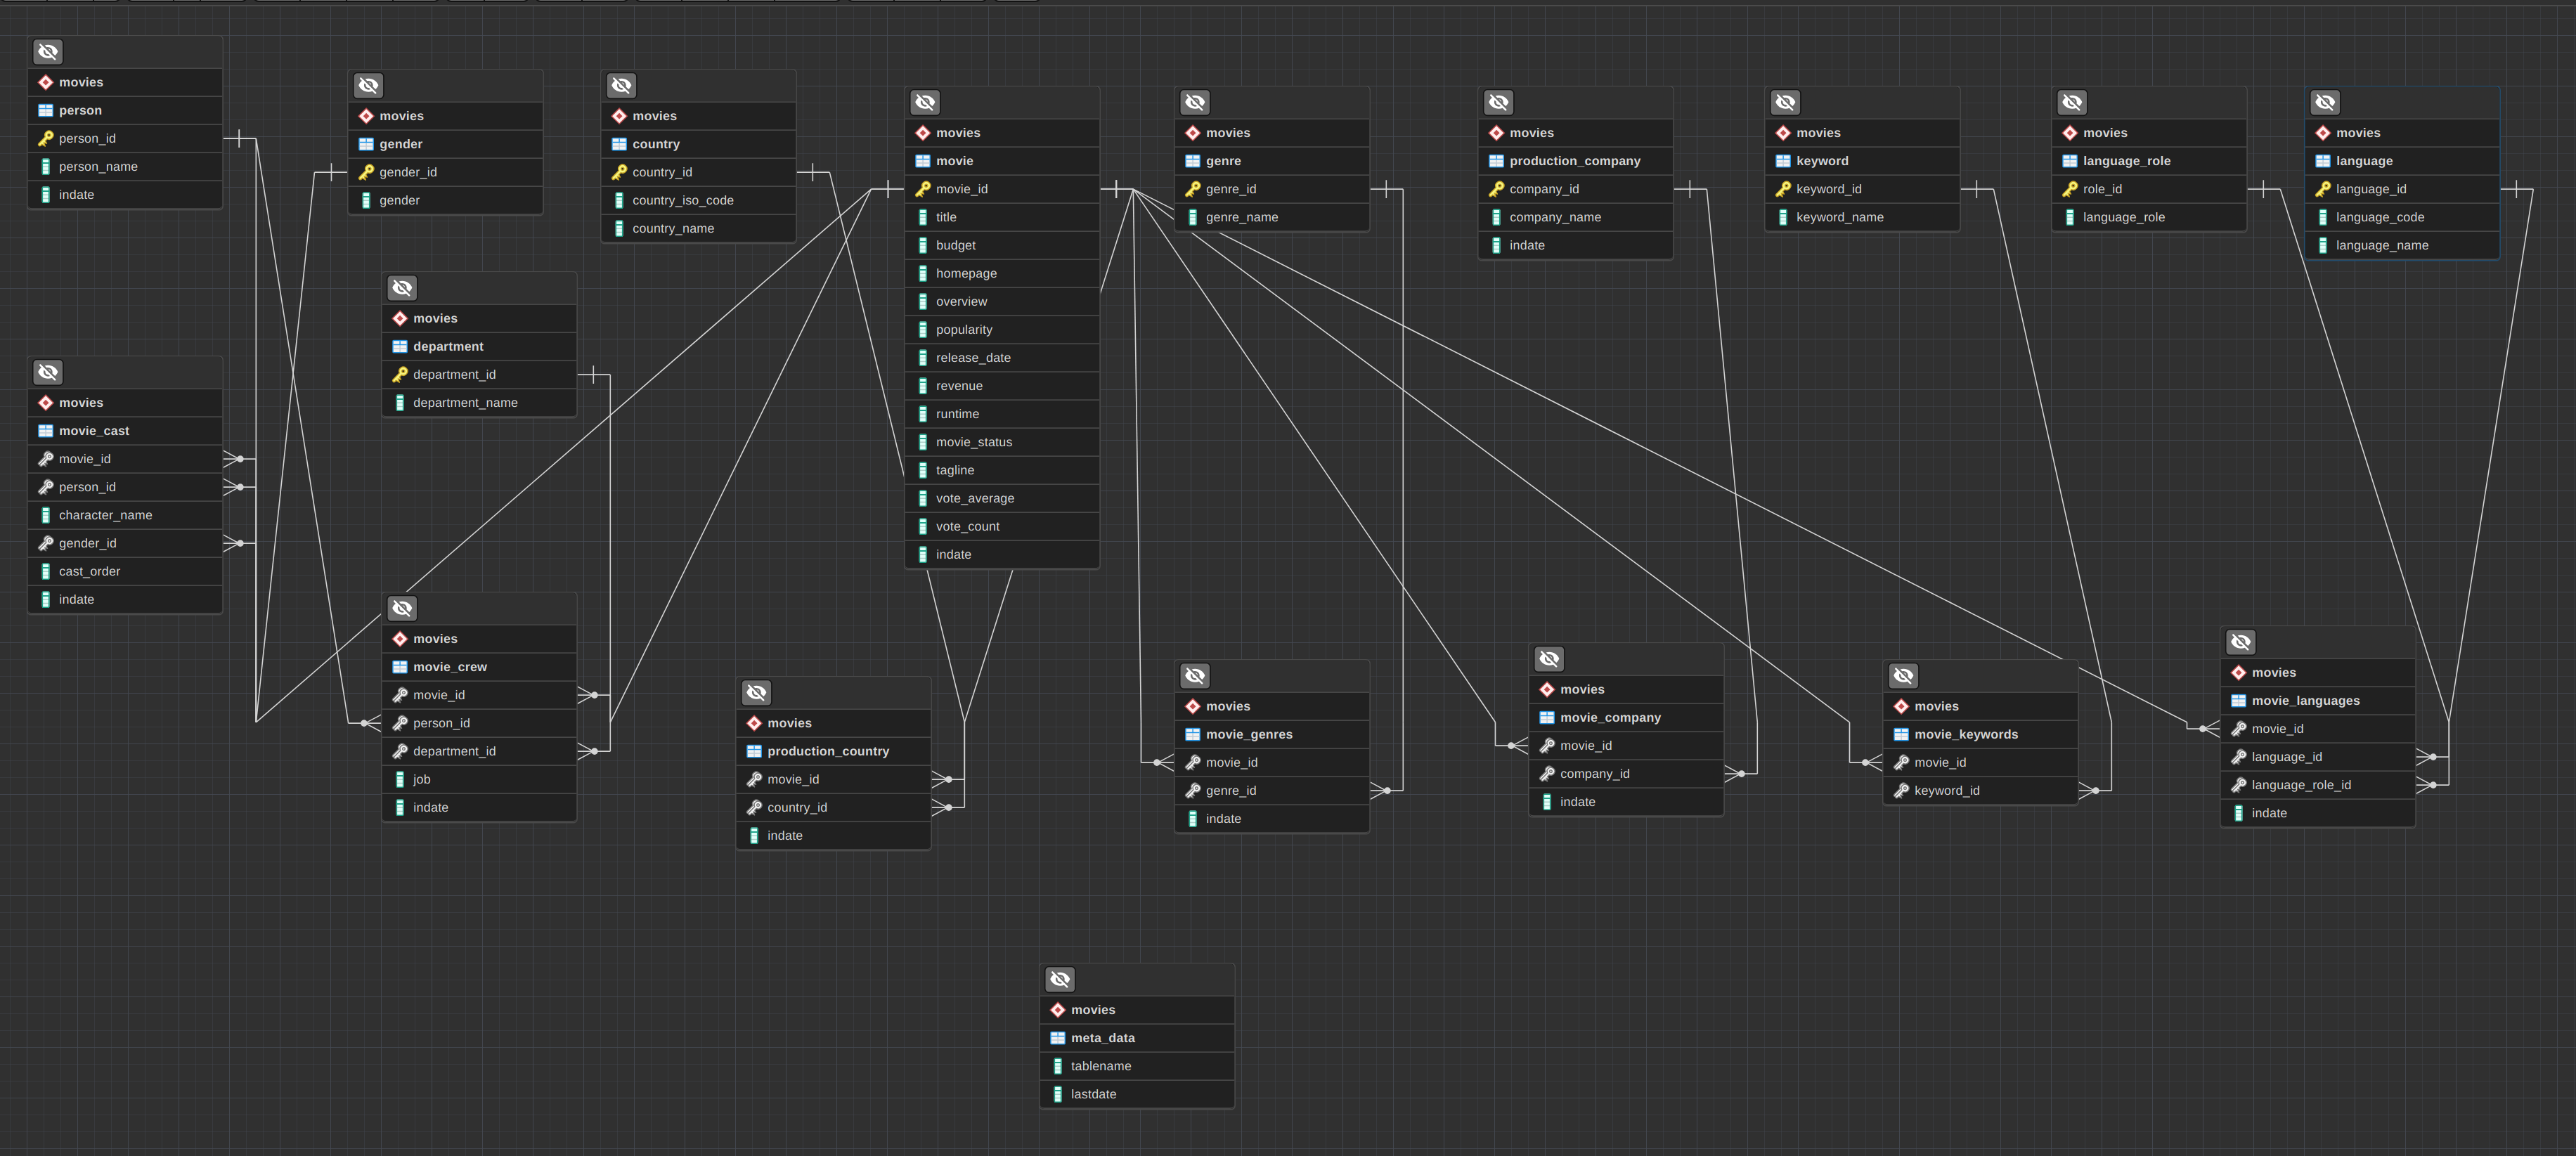 movies
person
person_id
person_name
indate
movies
gender
gender_id
gender
movies
country
country_id
country_iso_code
country_name
movies
movie
movie_id
title
budget
homepage
overview
popularity
release_date
revenue
runtime
movie_status
tagline
vote_average
vote_count
indate
movies
genre
genre_id
genre_name
movies
production_company
company_id
company_name
indate
movies
keyword
keyword_id
keyword_name
movies
language_role
role_id
language_role
movies
language
language_id
language_code
language_name
movies
department
department_id
department_name
movies
movie_cast
movie_id
person_id
character_name
gender_id
cast_order
indate
movies
movie_crew
movie_id
person_id
department_id
job
indate
movies
production_country
movie_id
country_id
indate
movies
movie_genres
movie_id
genre_id
indate
movies
movie_company
movie_id
company_id
indate
movies
movie_keywords
movie_id
keyword_id
movies
movie_languages
movie_id
language_id
language_role_id
indate
movies
meta_data
tablename
lastdate